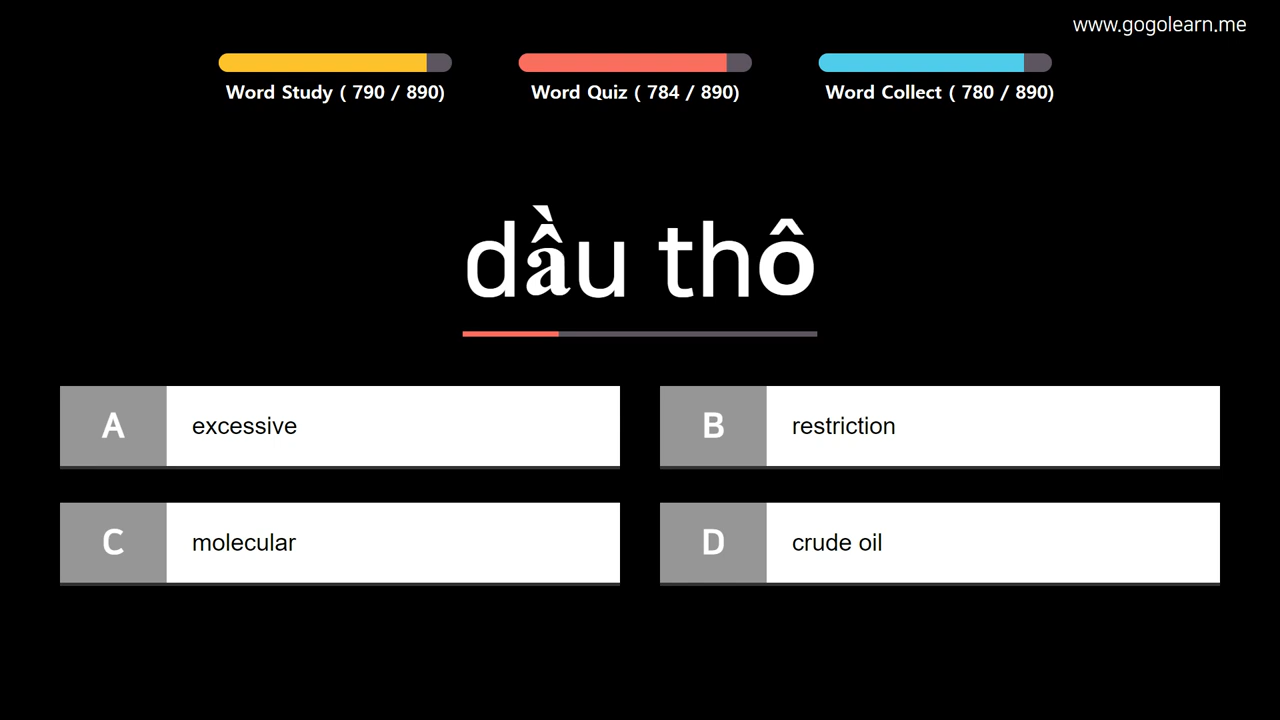 www.gogolearn.me
Word Study ( 790 / 890)
Word Quiz ( 784 / 890)
Word Collect ( 780 / 890)
dầu thô
A excessive
B restriction
C molecular
D crude oil